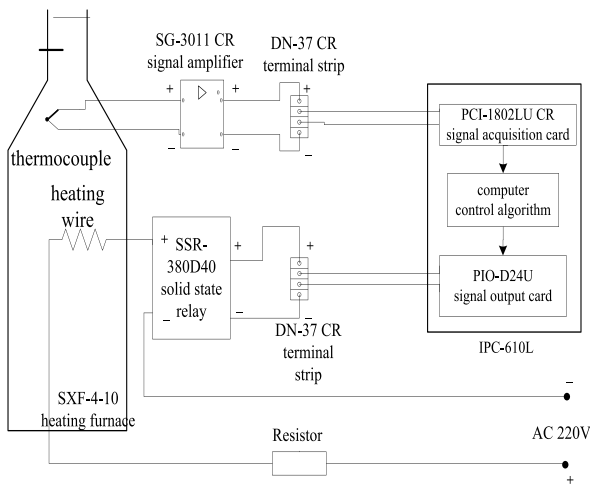 SG-3011 CR
signal amplifier
DN-37 CR
terminal strip
+
+
+
−
−
−
thermocouple
PCI-1802LU CR
signal acquisition card
computer
control algorithm
PIO-D24U
signal output card
IPC-610L
heating
wire
+
−
SSR-
380D40
solid state
relay
+
−
+
−
DN-37 CR
terminal
strip
SXF-4-10
heating furnace
Resistor
−
AC 220V
+